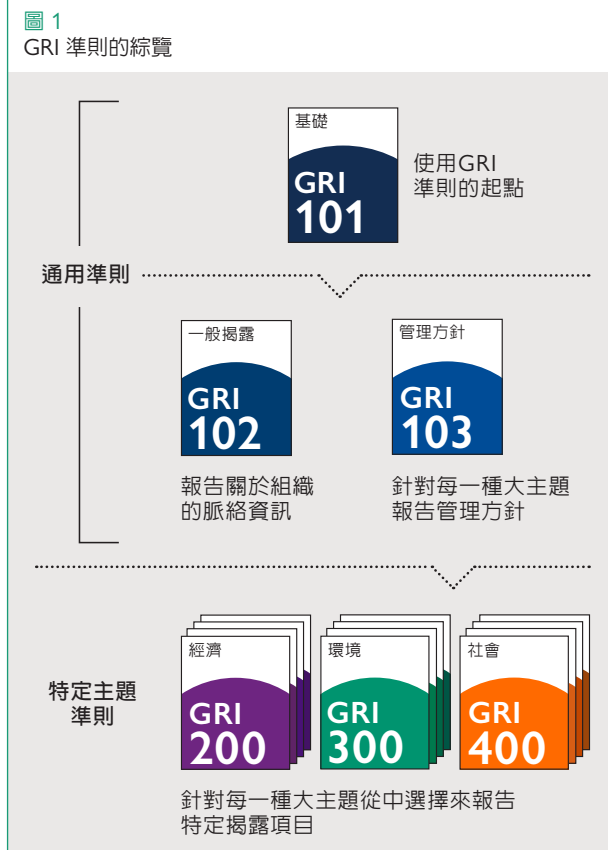 圖 1
GRI 準則的綜覽
基礎
GRI
101
使用GRI
準則的起點
通用準則
一般揭露
GRI
102
管理方針
GRI
103
報告關於組織
的脈絡資訊
針對每一種大主題
報告管理方針
特定主題
準則
經濟
GRI
200
環境
GRI
300
社會
GRI
400
針對每一種大主題從中選擇來報告
特定揭露項目